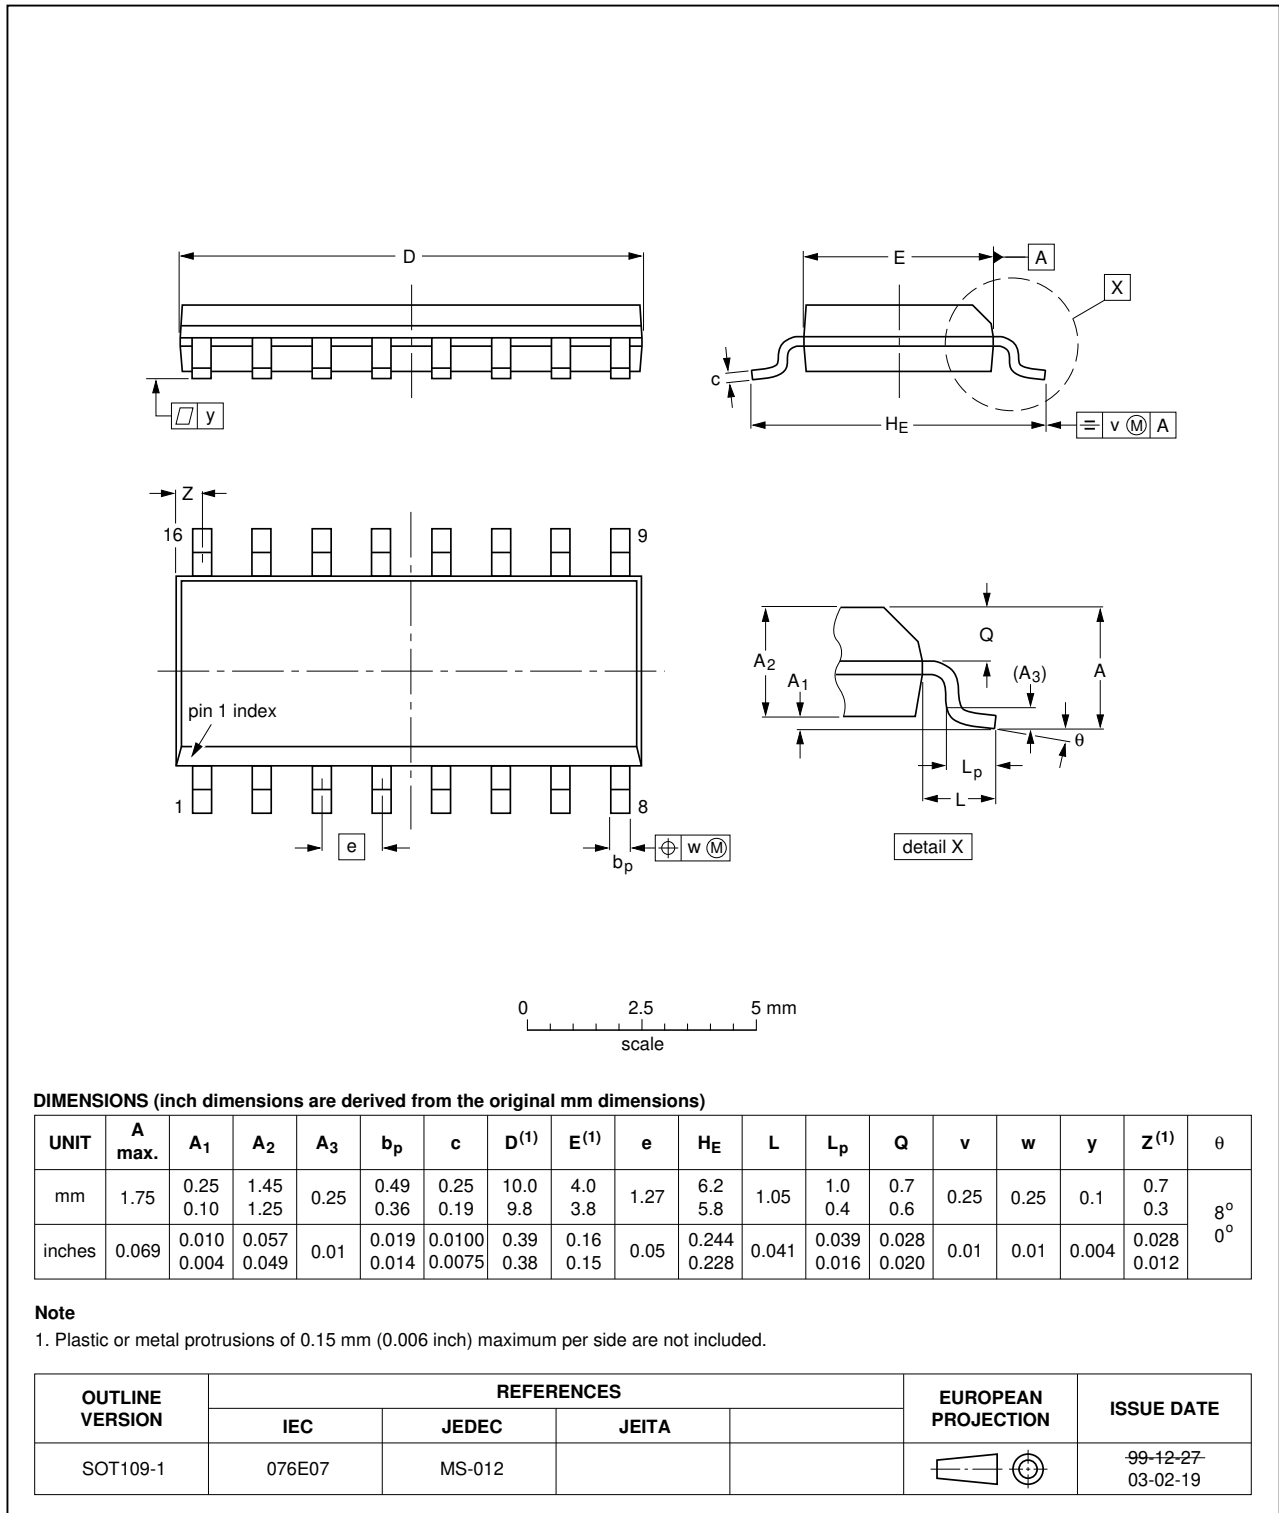 D
E
A
X
y
c
HE
v M A
Z
16
9
pin 1 index
1
8
e
bp
w M
Q
A2
A1
(A3)
A
θ
Lp
L
detail X
0 2.5 5 mm
scale
DIMENSIONS (inch dimensions are derived from the original mm dimensions)
UNIT A max. A1 A2 A3 bp c D(1) E(1) e HE L Lp Q v w y Z(1) θ
mm 1.75 0.25 0.10 1.45 1.25 0.25 0.49 0.36 0.25 0.19 10.0 9.8 4.0 3.8 1.27 6.2 5.8 1.05 1.0 0.4 0.7 0.6 0.25 0.25 0.1 0.7 0.3 8° 0°
inches 0.069 0.010 0.004 0.057 0.049 0.01 0.019 0.014 0.0100 0.0075 0.39 0.38 0.16 0.15 0.05 0.244 0.228 0.041 0.039 0.016 0.028 0.020 0.01 0.01 0.004 0.028 0.012
Note
1. Plastic or metal protrusions of 0.15 mm (0.006 inch) maximum per side are not included.
OUTLINE VERSION REFERENCES EUROPEAN PROJECTION ISSUE DATE
IEC JEDEC JEITA
SOT109-1 076E07 MS-012 99-12-27
03-02-19